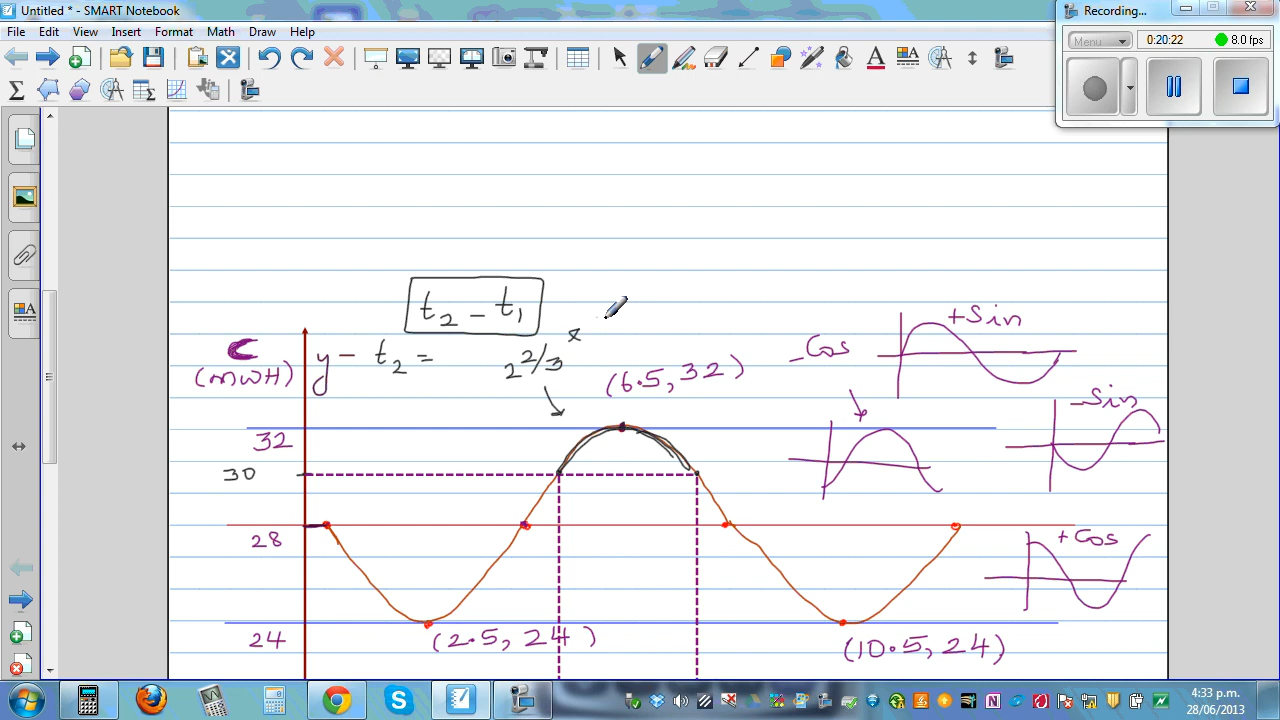 Untitled * - SMART Notebook
File Edit View Insert Format Math Draw Help
Recording...
Menu 0:20:22 8.0 fps
t₂ - t₁
C
(mwH)
y - t₂ = 2 2/3 x
(6.5, 32)
-Cos
+Sin
-Sin
32
30
28
+Cos
24
(2.5, 24)
(10.5, 24)
4:33 p.m.
28/06/2013